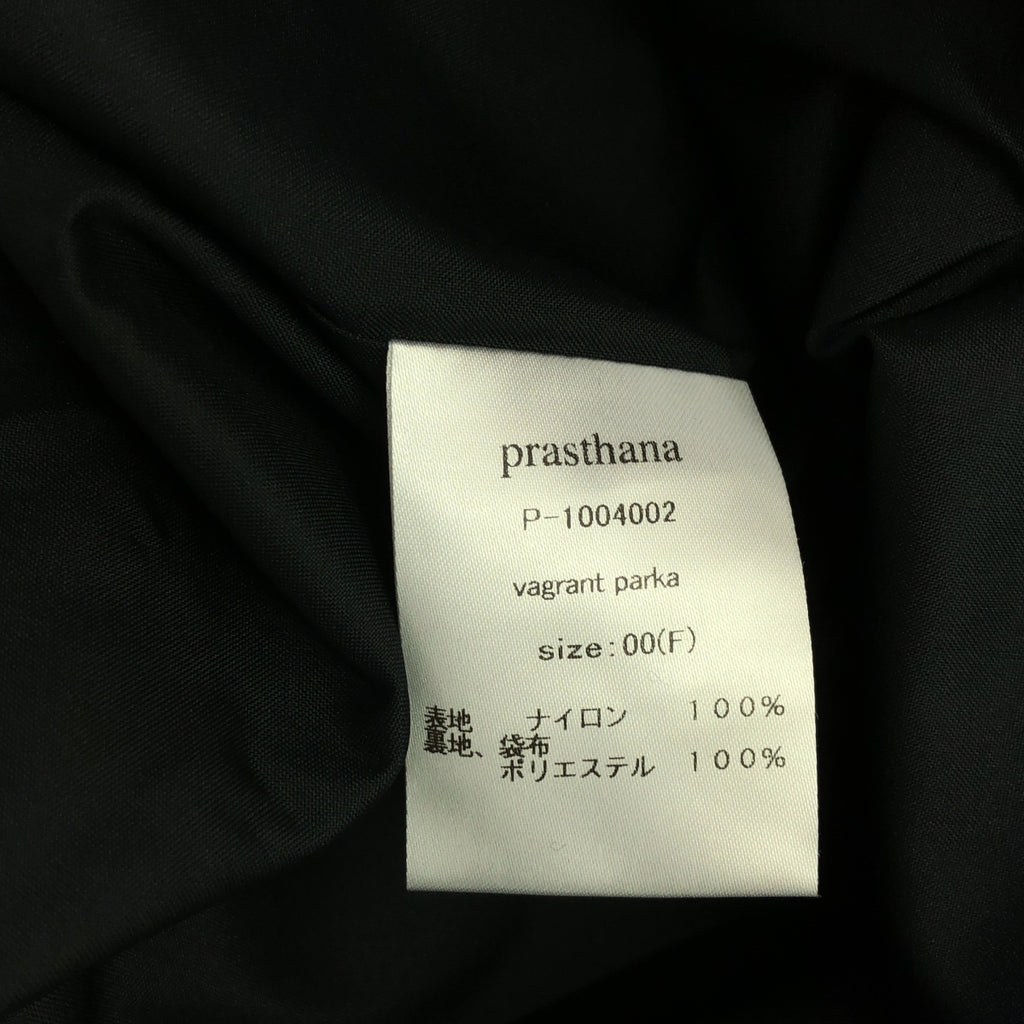 prasthana
P-1004002
vagrant parka
size:00(F)
表地 ナイロン 100%
裏地、袋布
ポリエステル 100%